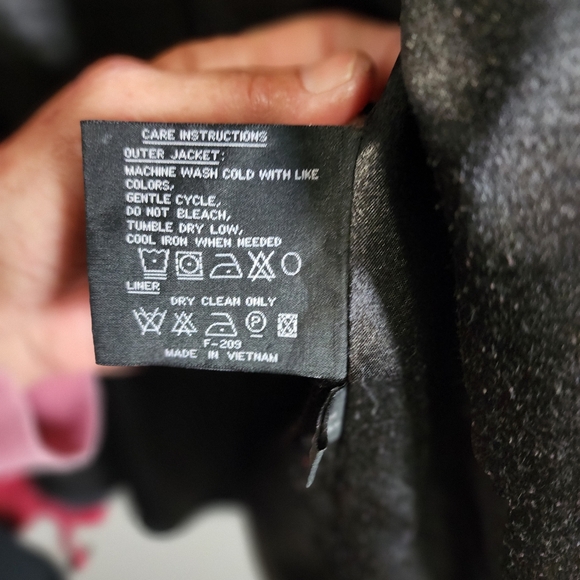 CARE INSTRUCTIONS
OUTER JACKET:
MACHINE WASH COLD WITH LIKE
COLORS,
GENTLE CYCLE,
DO NOT BLEACH,
TUMBLE DRY LOW,
COOL IRON WHEN NEEDED
LINER
DRY CLEAN ONLY
P
F-209
MADE IN VIETNAM